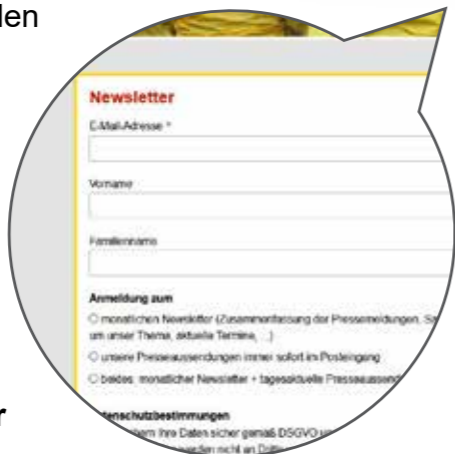 len
Newsletter
E-Mail-Adresse *
Vorname
Familienname
Anmeldung zum
monatlichen Newsletter (Zusammenfassung der Pressemeldungen,
um unser Thema, aktuelle Termine, ...)
unsere Presseaussendungen immer sofort im Posteingang
beides: monatlicher Newsletter + tagesaktuelle Presseaussend
r
tenschutzbestimmungen
Ihre Daten sicher gemäß DSGVO
werden nicht an Dritte